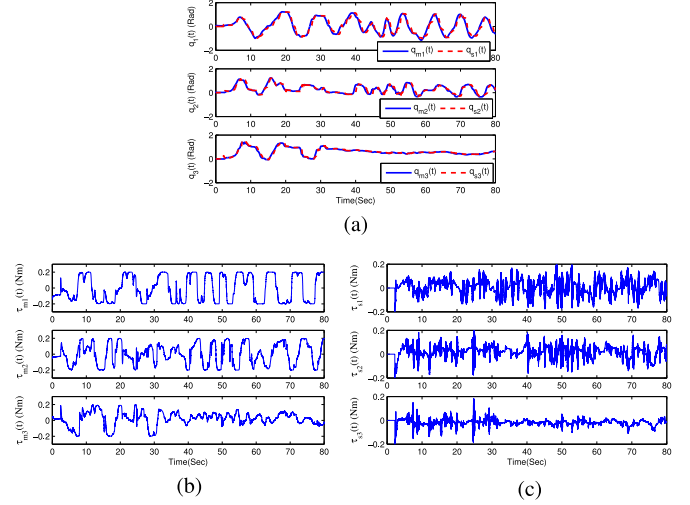 2
0
−2
q1(t) (Rad)
0 10 20 30 40 50 60 70 80
qm1(t) qs1(t)
2
0
−2
q2(t) (Rad)
0 10 20 30 40 50 60 70 80
qm2(t) qs2(t)
2
0
−2
q3(t) (Rad)
0 10 20 30 40 50 60 70 80
qm3(t) qs3(t)
Time(Sec)
(a)
0.2
0
−0.2
τm1(t) (Nm)
0 10 20 30 40 50 60 70 80
0.2
0
−0.2
τm2(t) (Nm)
0 10 20 30 40 50 60 70 80
0.2
0
−0.2
τm3(t) (Nm)
0 10 20 30 40 50 60 70 80
Time(Sec)
(b)
0.2
0
−0.2
τs1(t) (Nm)
0 10 20 30 40 50 60 70 80
0.2
0
−0.2
τs2(t) (Nm)
0 10 20 30 40 50 60 70 80
0.2
0
−0.2
τs3(t) (Nm)
0 10 20 30 40 50 60 70 80
Time(Sec)
(c)